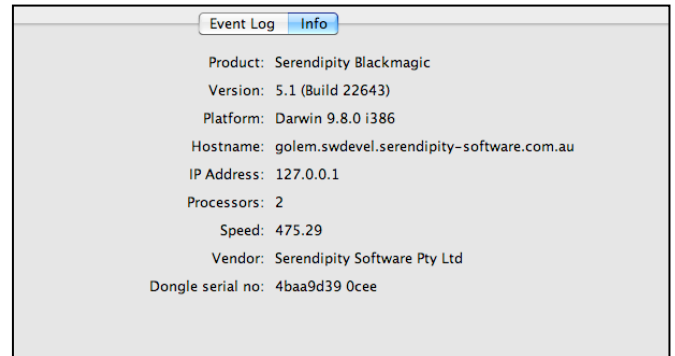 Event Log Info
Product: Serendipity Blackmagic
Version: 5.1 (Build 22643)
Platform: Darwin 9.8.0 i386
Hostname: golem.swdevel.serendipity-software.com.au
IP Address: 127.0.0.1
Processors: 2
Speed: 475.29
Vendor: Serendipity Software Pty Ltd
Dongle serial no: 4baa9d39 0cee